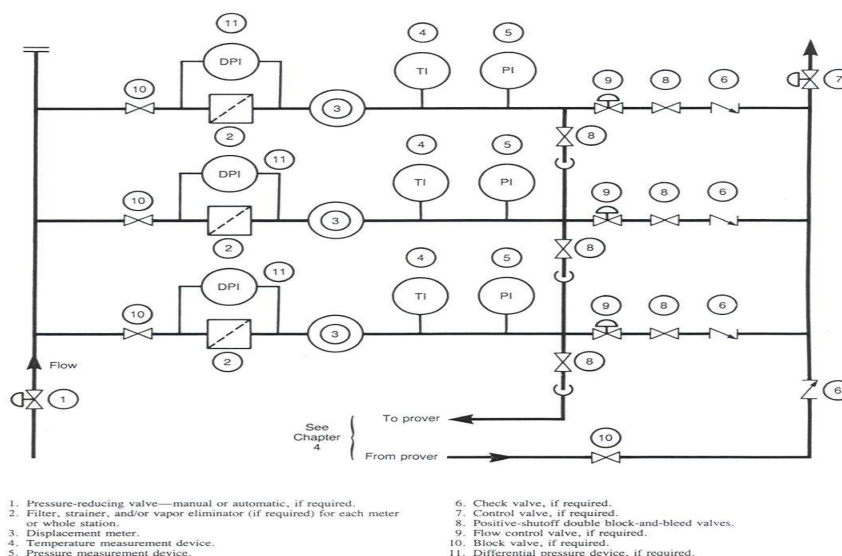 11
4
5
DPI
TI
PI
10
3
9
8
6
7
2
8
4
5
DPI
11
TI
PI
10
3
9
8
6
2
8
4
5
DPI
11
TI
PI
10
3
9
8
6
2
8
Flow
1
6
To prover
See
Chapter
4
10
From prover
1. Pressure-reducing valve—manual or automatic, if required.
2. Filter, strainer, and/or vapor eliminator (if required) for each meter
or whole station.
3. Displacement meter.
4. Temperature measurement device.
5. Pressure measurement device.
6. Check valve, if required.
7. Control valve, if required.
8. Positive-shutoff double block-and-bleed valves.
9. Flow control valve, if required.
10. Block valve, if required.
11. Differential pressure device, if required.